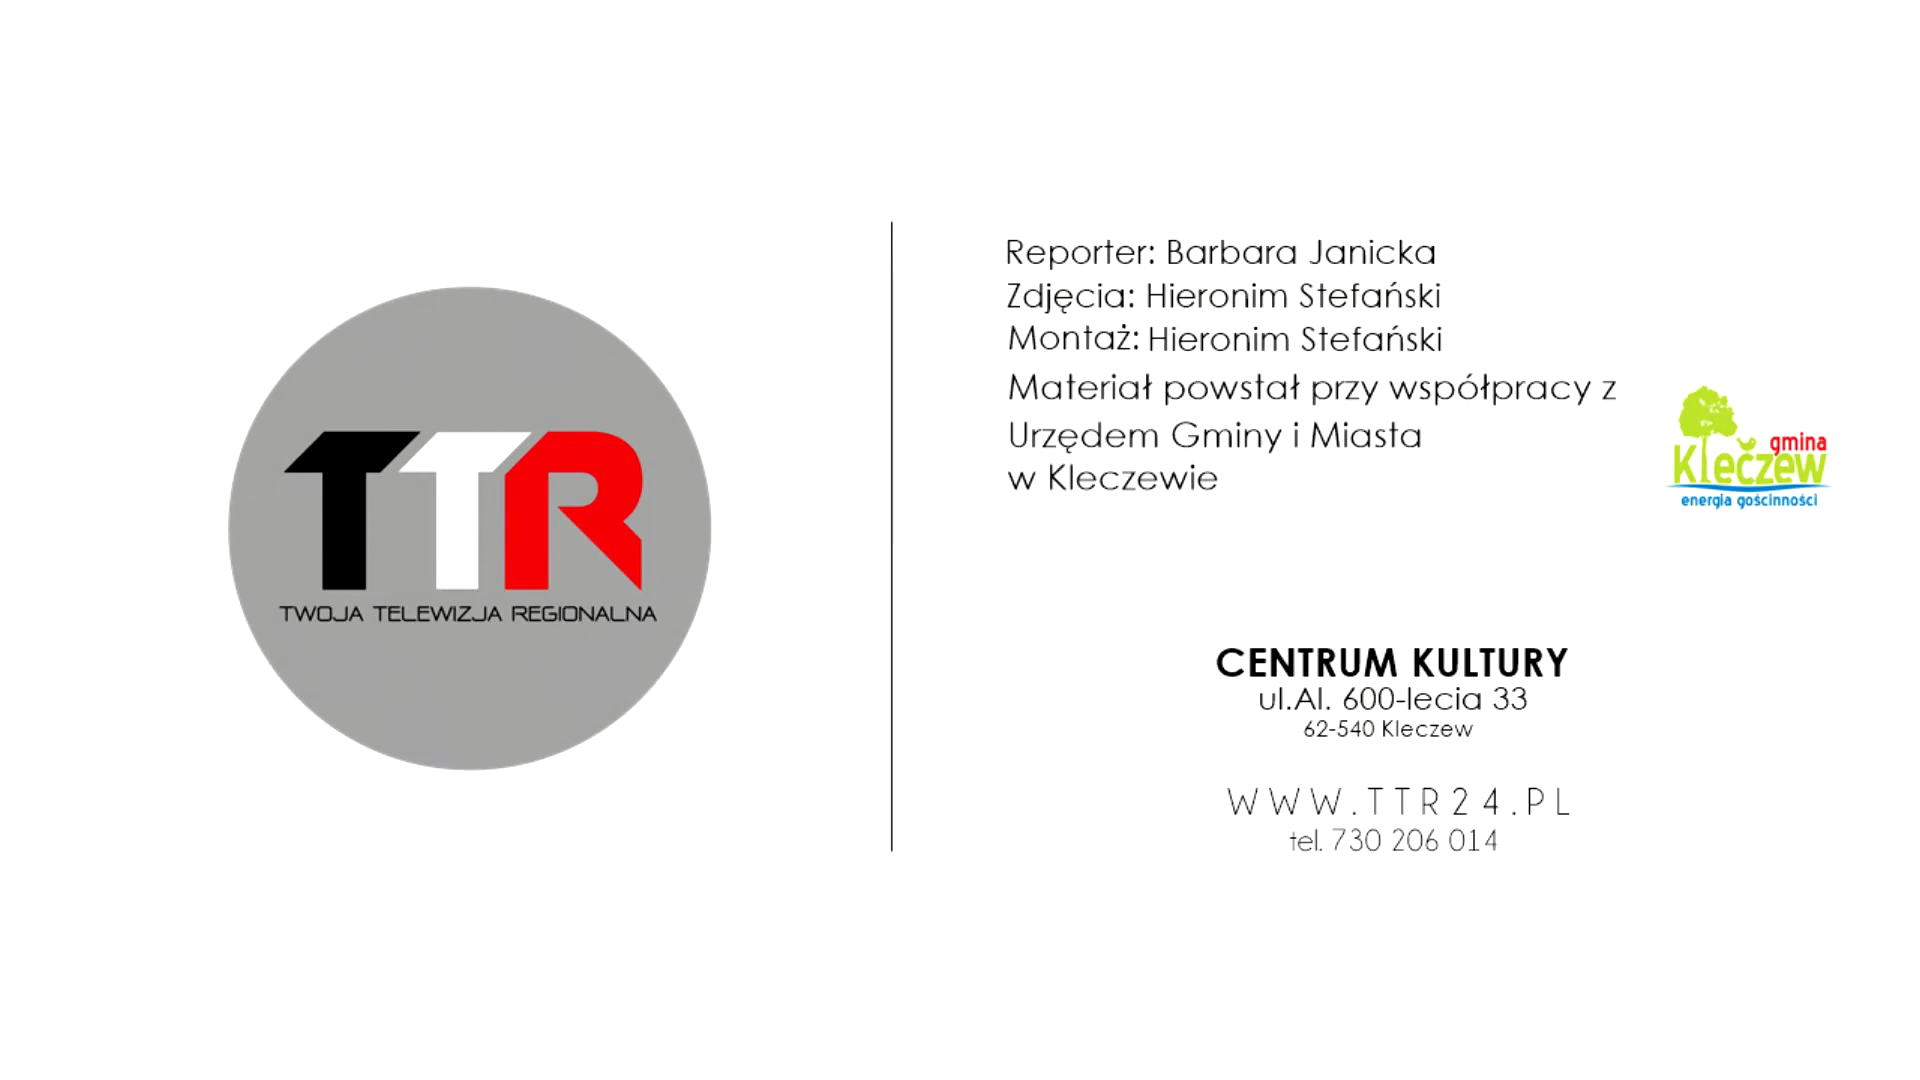 TTR
TWOJA TELEWIZJA REGIONALNA
Reporter: Barbara Janicka
Zdjęcia: Hieronim Stefański
Montaż: Hieronim Stefański
Materiał powstał przy współpracy z
Urzędem Gminy i Miasta
w Kleczewie
gmina
Kleczew
energia gościnności
CENTRUM KULTURY
ul.Al. 600-lecia 33
62-540 Kleczew
WWW.TTR24.PL
tel. 730 206 014